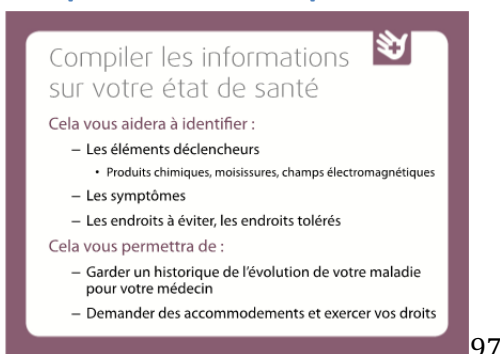 Compiler les informations
sur votre état de santé
Cela vous aidera à identifier :
– Les éléments déclencheurs
• Produits chimiques, moisissures, champs électromagnétiques
– Les symptômes
– Les endroits à éviter, les endroits tolérés
Cela vous permettra de :
– Garder un historique de l'évolution de votre maladie
pour votre médecin
– Demander des accommodements et exercer vos droits
97